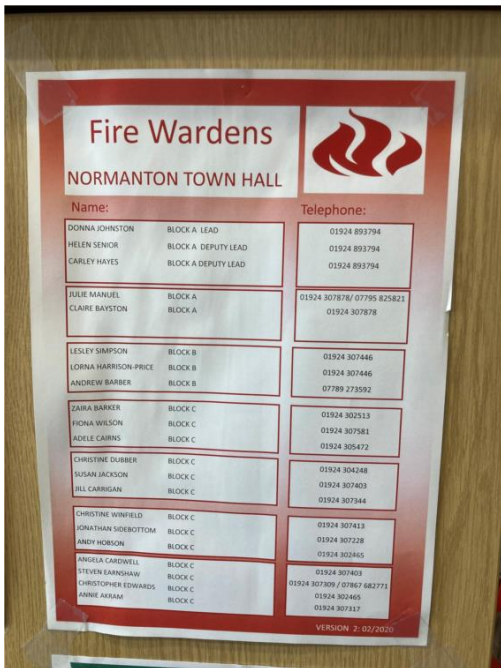 Fire Wardens
NORMANTON TOWN HALL
Name: Telephone:
DONNA JOHNSTON BLOCK A LEAD 01924 893794
HELEN SENIOR BLOCK A DEPUTY LEAD 01924 893794
CARLEY HAYES BLOCK A DEPUTY LEAD 01924 893794
JULIE MANUEL BLOCK A 01924 307878/ 07795 825821
CLAIRE BAYSTON BLOCK A 01924 307878
LESLEY SIMPSON BLOCK B 01924 307446
LORNA HARRISON-PRICE BLOCK B 01924 307446
ANDREW BARBER BLOCK B 07789 273592
ZAIRA BARKER BLOCK C 01924 302513
FIONA WILSON BLOCK C 01924 307581
ADELE CAIRNS BLOCK C 01924 305472
CHRISTINE DUBBER BLOCK C 01924 304248
SUSAN JACKSON BLOCK C 01924 307403
JILL CARRIGAN BLOCK C 01924 307344
CHRISTINE WINFIELD BLOCK C 01924 307413
JONATHAN SIDEBOTTOM BLOCK C 01924 307228
ANDY HOBSON BLOCK C 01924 302465
ANGELA CARDWELL BLOCK C 01924 307403
STEVEN EARNSHAW BLOCK C 01924 307309 / 07867 682771
CHRISTOPHER EDWARDS BLOCK C 01924 302465
ANNIE AKRAM BLOCK C 01924 307317
VERSION 2: 02/2020